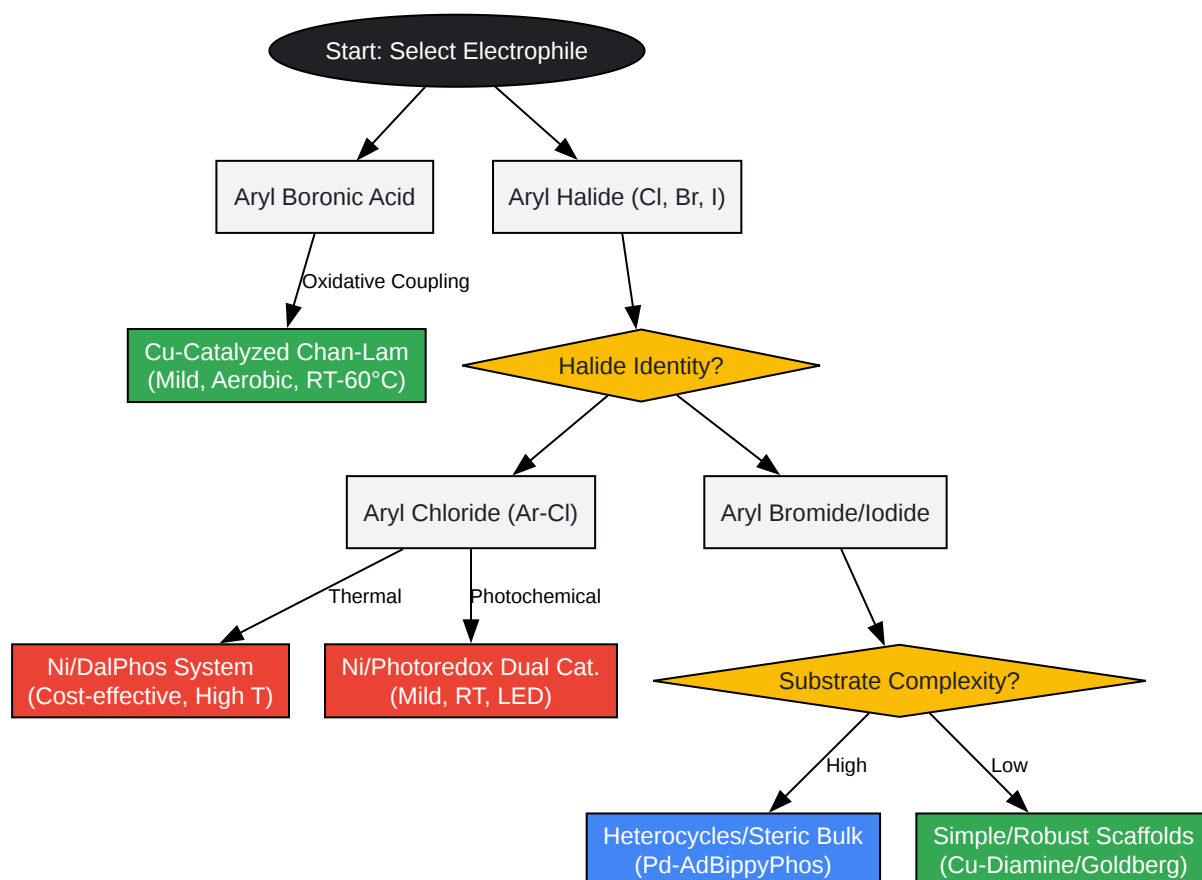 Start: Select Electrophile
Aryl Boronic Acid
Aryl Halide (Cl, Br, I)
Oxidative Coupling
Cu-Catalyzed Chan-Lam
(Mild, Aerobic, RT-60°C)
Halide Identity?
Aryl Chloride (Ar-Cl)
Aryl Bromide/Iodide
Thermal
Photochemical
Ni/DalPhos System
(Cost-effective, High T)
Ni/Photoredox Dual Cat.
(Mild, RT, LED)
Substrate Complexity?
High
Low
Heterocycles/Steric Bulk
(Pd-AdBippyPhos)
Simple/Robust Scaffolds
(Cu-Diamine/Goldberg)